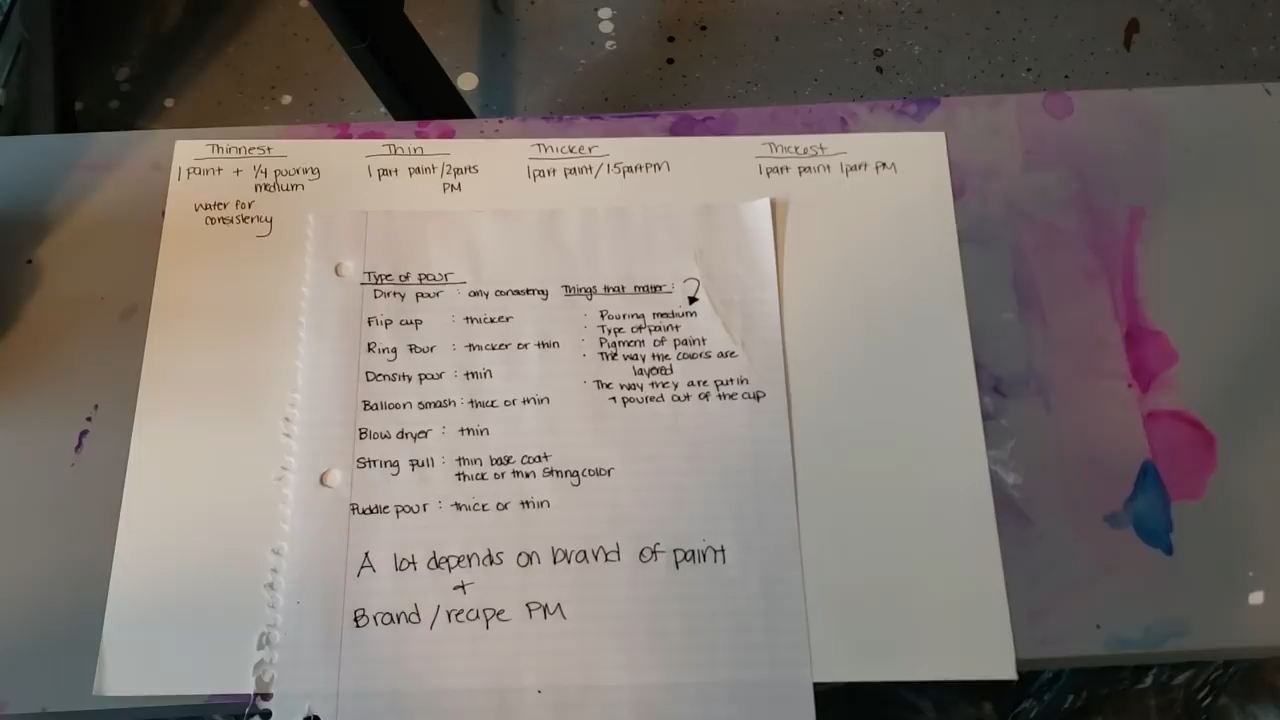 Thinnest
1 paint + 1/4 pouring
medium
water for
consistency
Thin
1 part paint/2parts
PM
Thicker
1part paint/1.5partPM
Thickest
1part paint 1part PM
Type of pour
Dirty pour : any consisteny
Flip cup : thicker
Ring Pour : thicker or thin
Density pour : thin
Balloon smash : thick or thin
Blow dryer : thin
String pull : thin base coat
thick or thin String color
Puddle pour : thick or thin
Things that matter:
· Pouring medium
· Type of paint
· Pigment of paint
· The way the colors are
layered
· The way they are put in
+ poured out of the cup
A lot depends on brand of paint
+
Brand/recipe PM